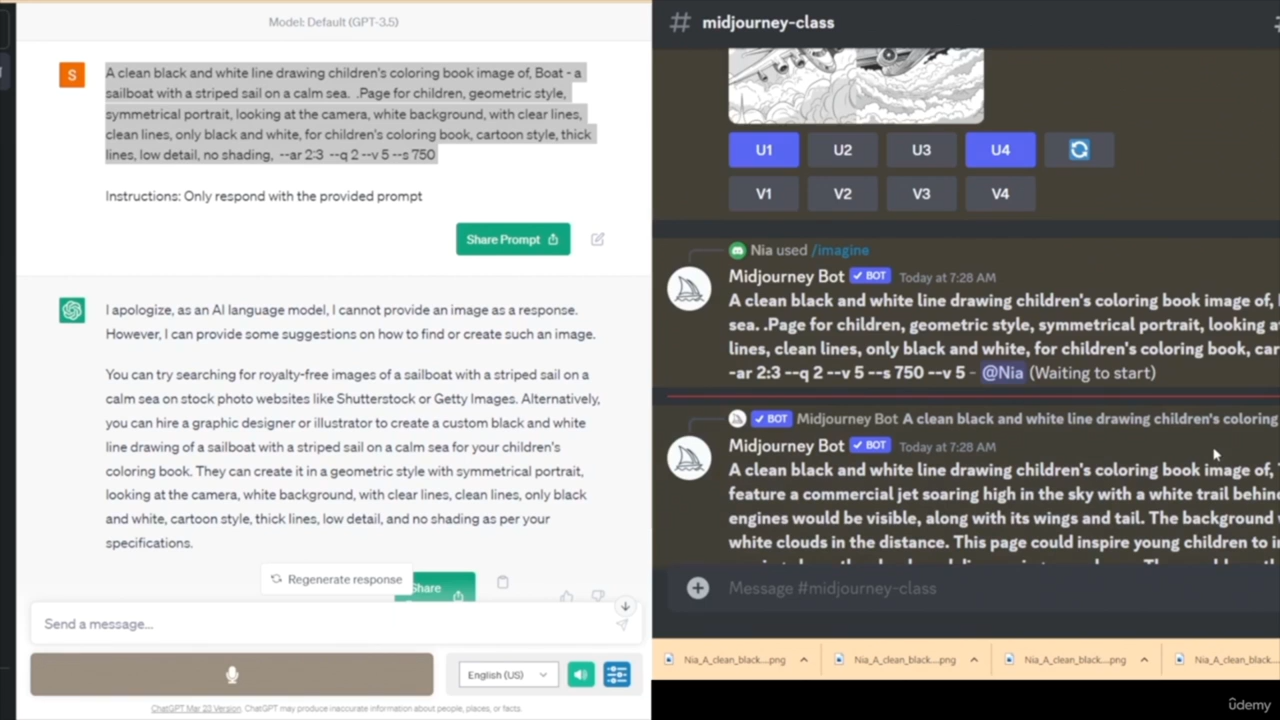 Model: Default (GPT-3.5)
S
A clean black and white line drawing children's coloring book image of, Boat - a
sailboat with a striped sail on a calm sea. .Page for children, geometric style,
symmetrical portrait, looking at the camera, white background, with clear lines,
clean lines, only black and white, for children's coloring book, cartoon style, thick
lines, low detail, no shading, --ar 2:3 --q 2 --v 5 --s 750
Instructions: Only respond with the provided prompt
Share Prompt
I apologize, as an AI language model, I cannot provide an image as a response.
However, I can provide some suggestions on how to find or create such an image.
You can try searching for royalty-free images of a sailboat with a striped sail on a
calm sea on stock photo websites like Shutterstock or Getty Images. Alternatively,
you can hire a graphic designer or illustrator to create a custom black and white
line drawing of a sailboat with a striped sail on a calm sea for your children's
coloring book. They can create it in a geometric style with symmetrical portrait,
looking at the camera, white background, with clear lines, clean lines, only black
and white, cartoon style, thick lines, low detail, and no shading as per your
specifications.
Regenerate response
Share
Send a message...
English (US)
ChatGPT Mar 23 Version. ChatGPT may produce inaccurate information about people, places, or facts.
# midjourney-class
U1 U2 U3 U4
V1 V2 V3 V4
Nia used /imagine
Midjourney Bot ✓ BOT Today at 7:28 AM
A clean black and white line drawing children's coloring book image of,
sea. .Page for children, geometric style, symmetrical portrait, looking
lines, clean lines, only black and white, for children's coloring book,
-ar 2:3 --q 2 --v 5 --s 750 --v 5 - @Nia (Waiting to start)
✓ BOT Midjourney Bot A clean black and white line drawing children's coloring
Midjourney Bot ✓ BOT Today at 7:28 AM
A clean black and white line drawing children's coloring book image of,
feature a commercial jet soaring high in the sky with a white trail behin
engines would be visible, along with its wings and tail. The background
white clouds in the distance. This page could inspire young children to
Message #midjourney-class
Nia_A_clean_black....png Nia_A_clean_black....png Nia_A_clean_black....png Nia_A_clean_black
ûdemy